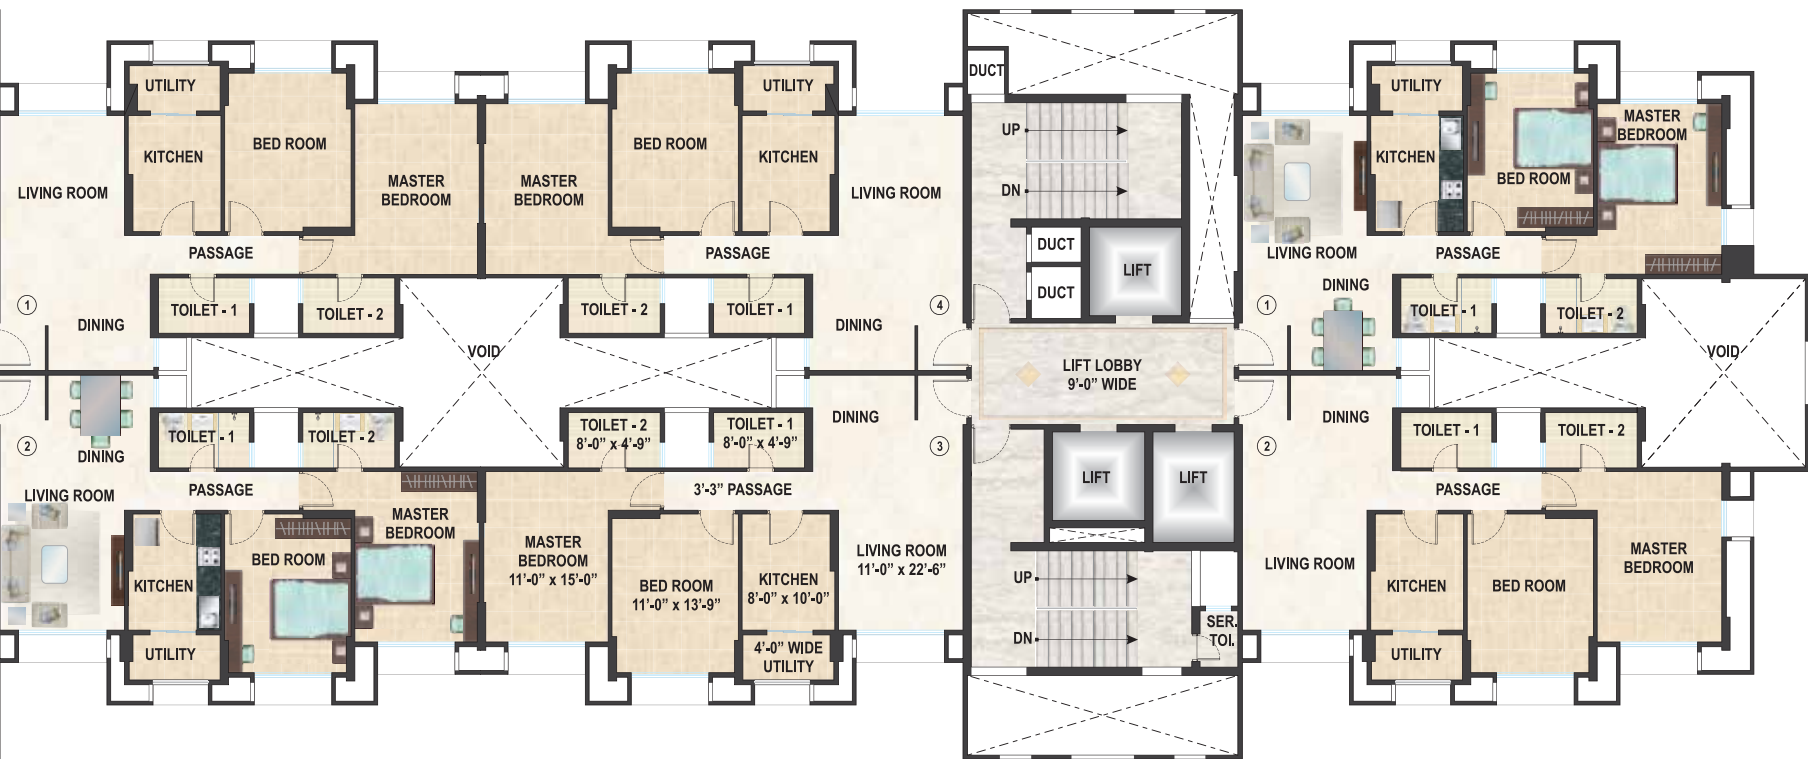 UTILITY
BED ROOM
KITCHEN
LIVING ROOM
MASTER
BEDROOM
PASSAGE
TOILET - 1
TOILET - 2
1
DINING
UTILITY
BED ROOM
KITCHEN
MASTER
BEDROOM
LIVING ROOM
PASSAGE
TOILET - 2
TOILET - 1
4
DINING
VOID
2
DINING
TOILET - 1
TOILET - 2
LIVING ROOM
PASSAGE
MASTER
BEDROOM
BED ROOM
KITCHEN
UTILITY
DINING
3
TOILET - 2
8'-0" x 4'-9"
TOILET - 1
8'-0" x 4'-9"
3'-3" PASSAGE
MASTER
BEDROOM
11'-0" x 15'-0"
BED ROOM
11'-0" x 13'-9"
KITCHEN
8'-0" x 10'-0"
LIVING ROOM
11'-0" x 22'-6"
4'-0" WIDE
UTILITY
DUCT
UP
DN
DUCT
DUCT
LIFT
LIFT LOBBY
9'-0" WIDE
LIFT
LIFT
UP
DN
SER.
TOI.
UTILITY
MASTER
BEDROOM
KITCHEN
BED ROOM
LIVING ROOM
PASSAGE
DINING
1
TOILET - 1
TOILET - 2
VOID
DINING
2
TOILET - 1
TOILET - 2
PASSAGE
LIVING ROOM
KITCHEN
BED ROOM
MASTER
BEDROOM
UTILITY